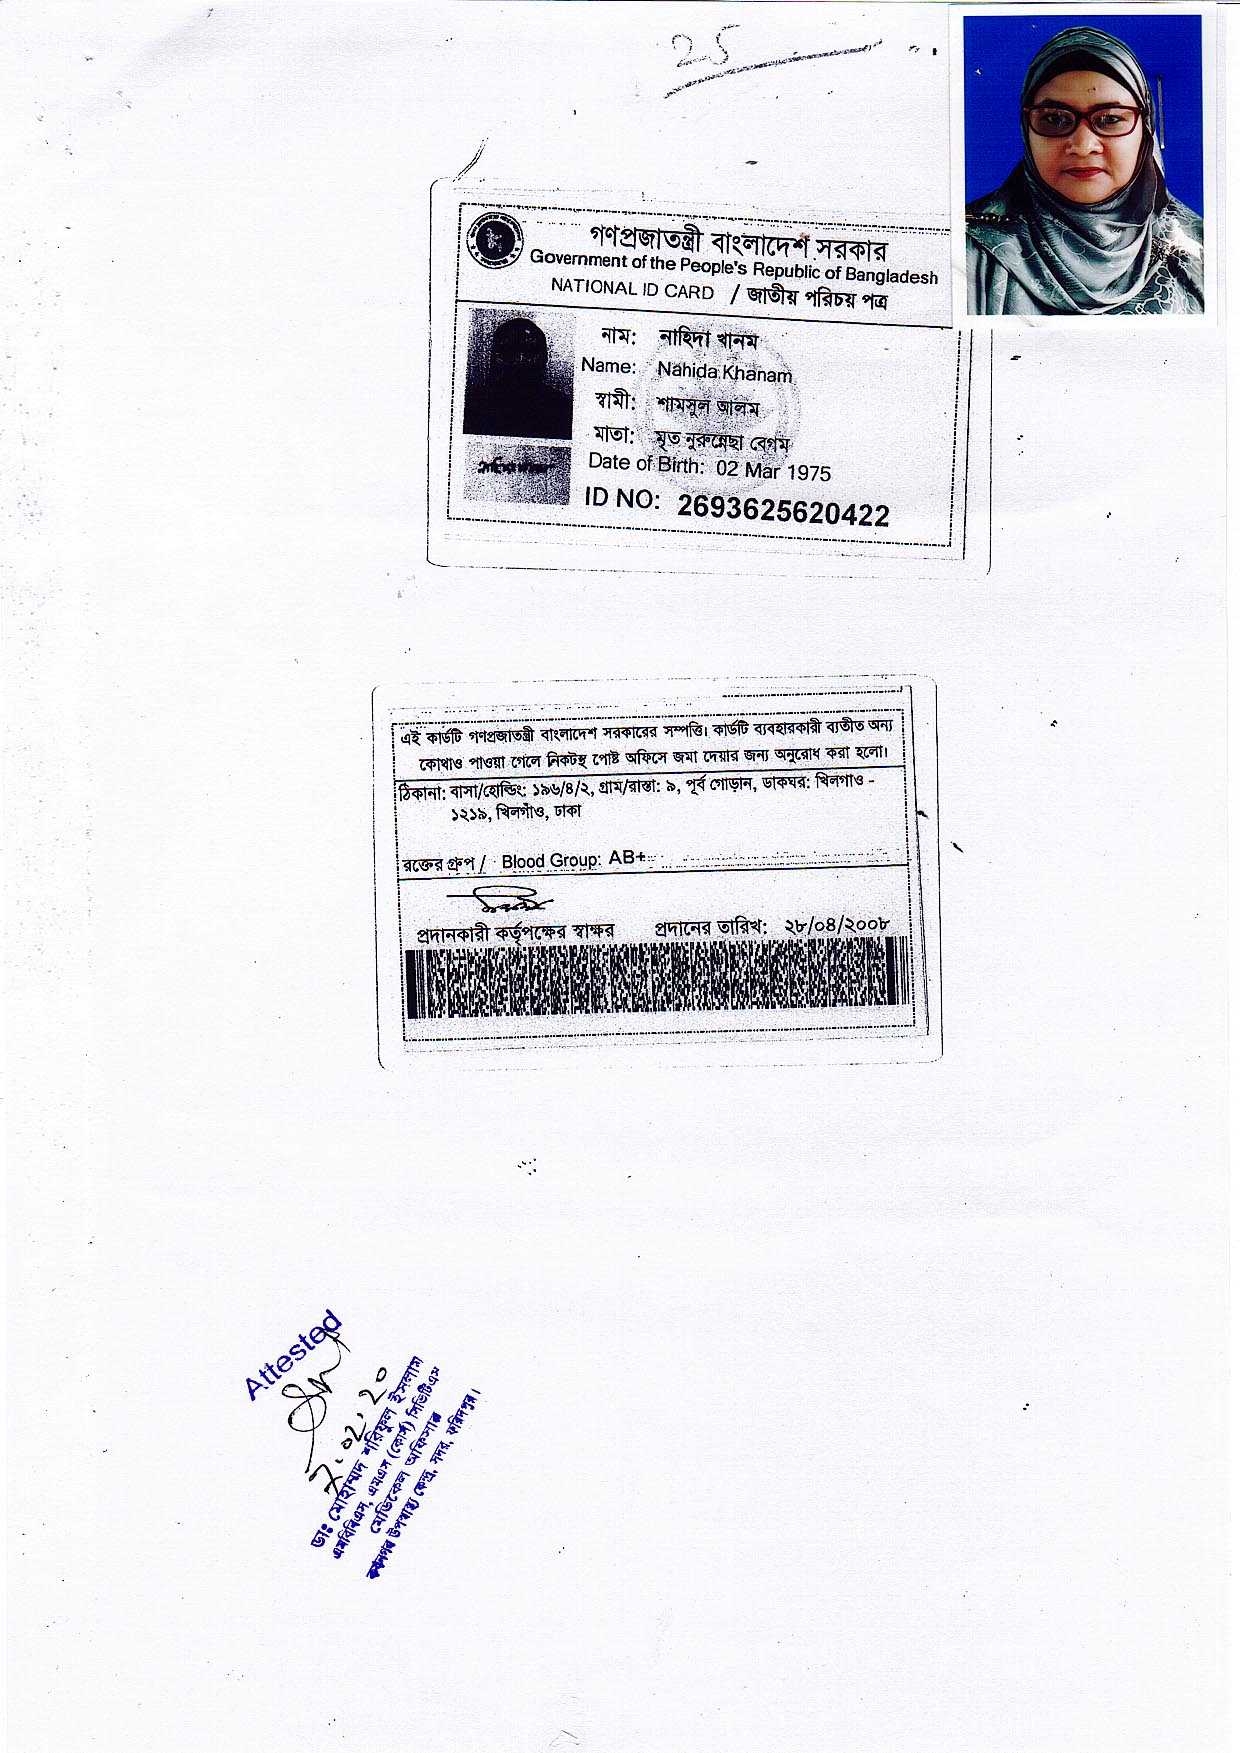 25
গণপ্রজাতন্ত্রী বাংলাদেশ সরকার
Government of the People's Republic of Bangladesh
NATIONAL ID CARD / জাতীয় পরিচয় পত্র
নাম: নাহিদা খানম
Name: Nahida Khanam
স্বামী: শামসুল আলম
মাতা: মৃত নুরুন্নেছা বেগম
Date of Birth: 02 Mar 1975
ID NO: 2693625620422
এই কার্ডটি গণপ্রজাতন্ত্রী বাংলাদেশ সরকারের সম্পত্তি। কার্ডটি ব্যবহারকারী ব্যতীত অন্য
কোথাও পাওয়া গেলে নিকটস্থ পোষ্ট অফিসে জমা দেয়ার জন্য অনুরোধ করা হলো।
ঠিকানা: বাসা/হোল্ডিং: ১৯৬/৪/২, গ্রাম/রাস্তা: ৯, পূর্ব গোড়ান, ডাকঘর: খিলগাও -
১২১৯, খিলগাঁও, ঢাকা
রক্তের গ্রুপ / Blood Group: AB+
প্রদানকারী কর্তৃপক্ষের স্বাক্ষর প্রদানের তারিখ: ২৮/০৪/২০০৮
Attested
7.02.20
ডাঃ মোহাম্মদ শরিফুল ইসলাম
এমবিবিএস, এমএস (কোর্স) সিভিটিএস
মেডিকেল অফিসার
উপস্বাস্থ্য কেন্দ্র, সদর, ফরিদপুর।